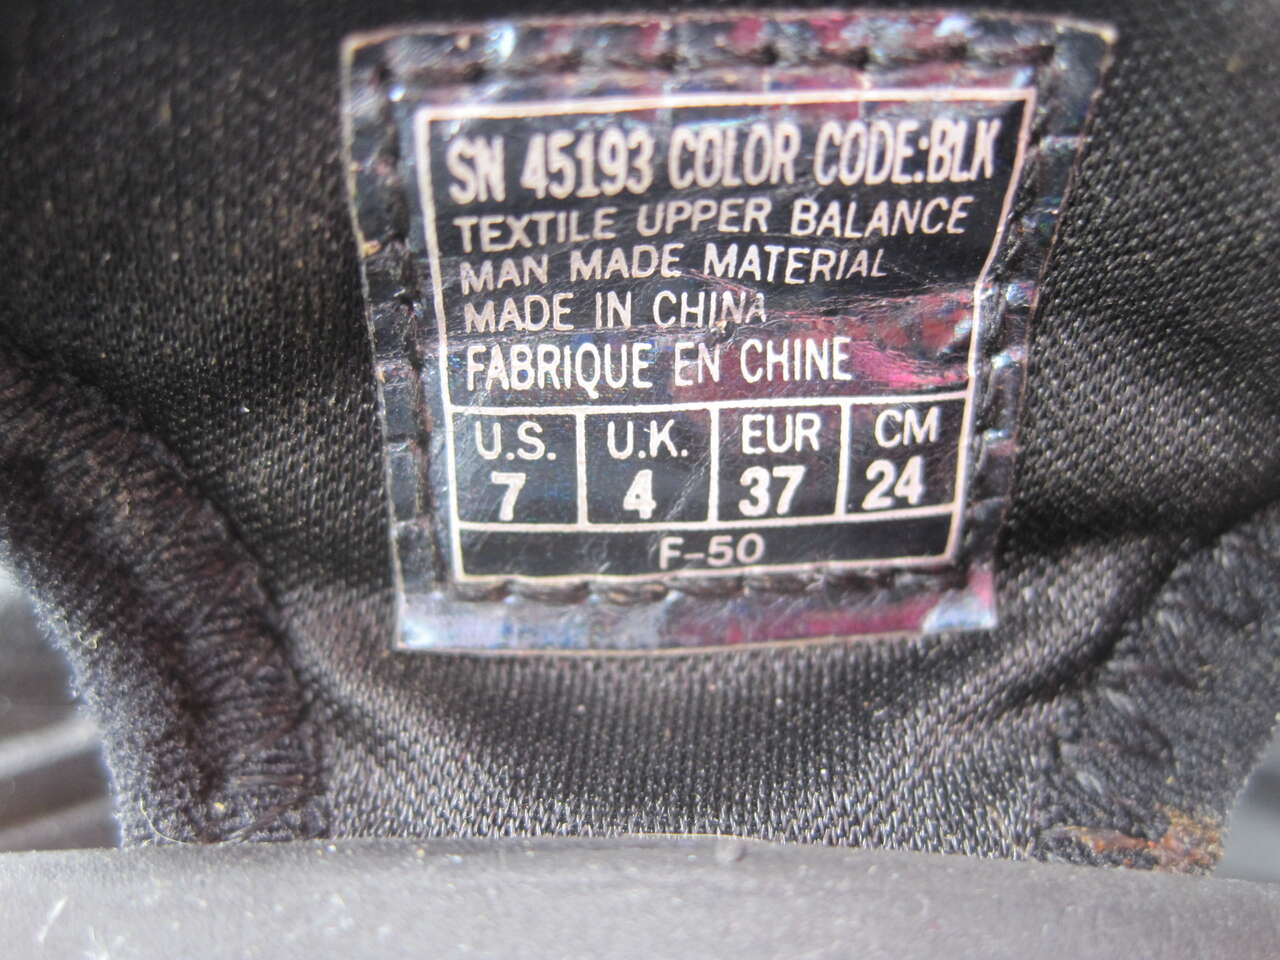 SN 45193 COLOR CODE:BLK
TEXTILE UPPER BALANCE
MAN MADE MATERIAL
MADE IN CHINA
FABRIQUE EN CHINE
U.S. U.K. EUR CM
7 4 37 24
F-50